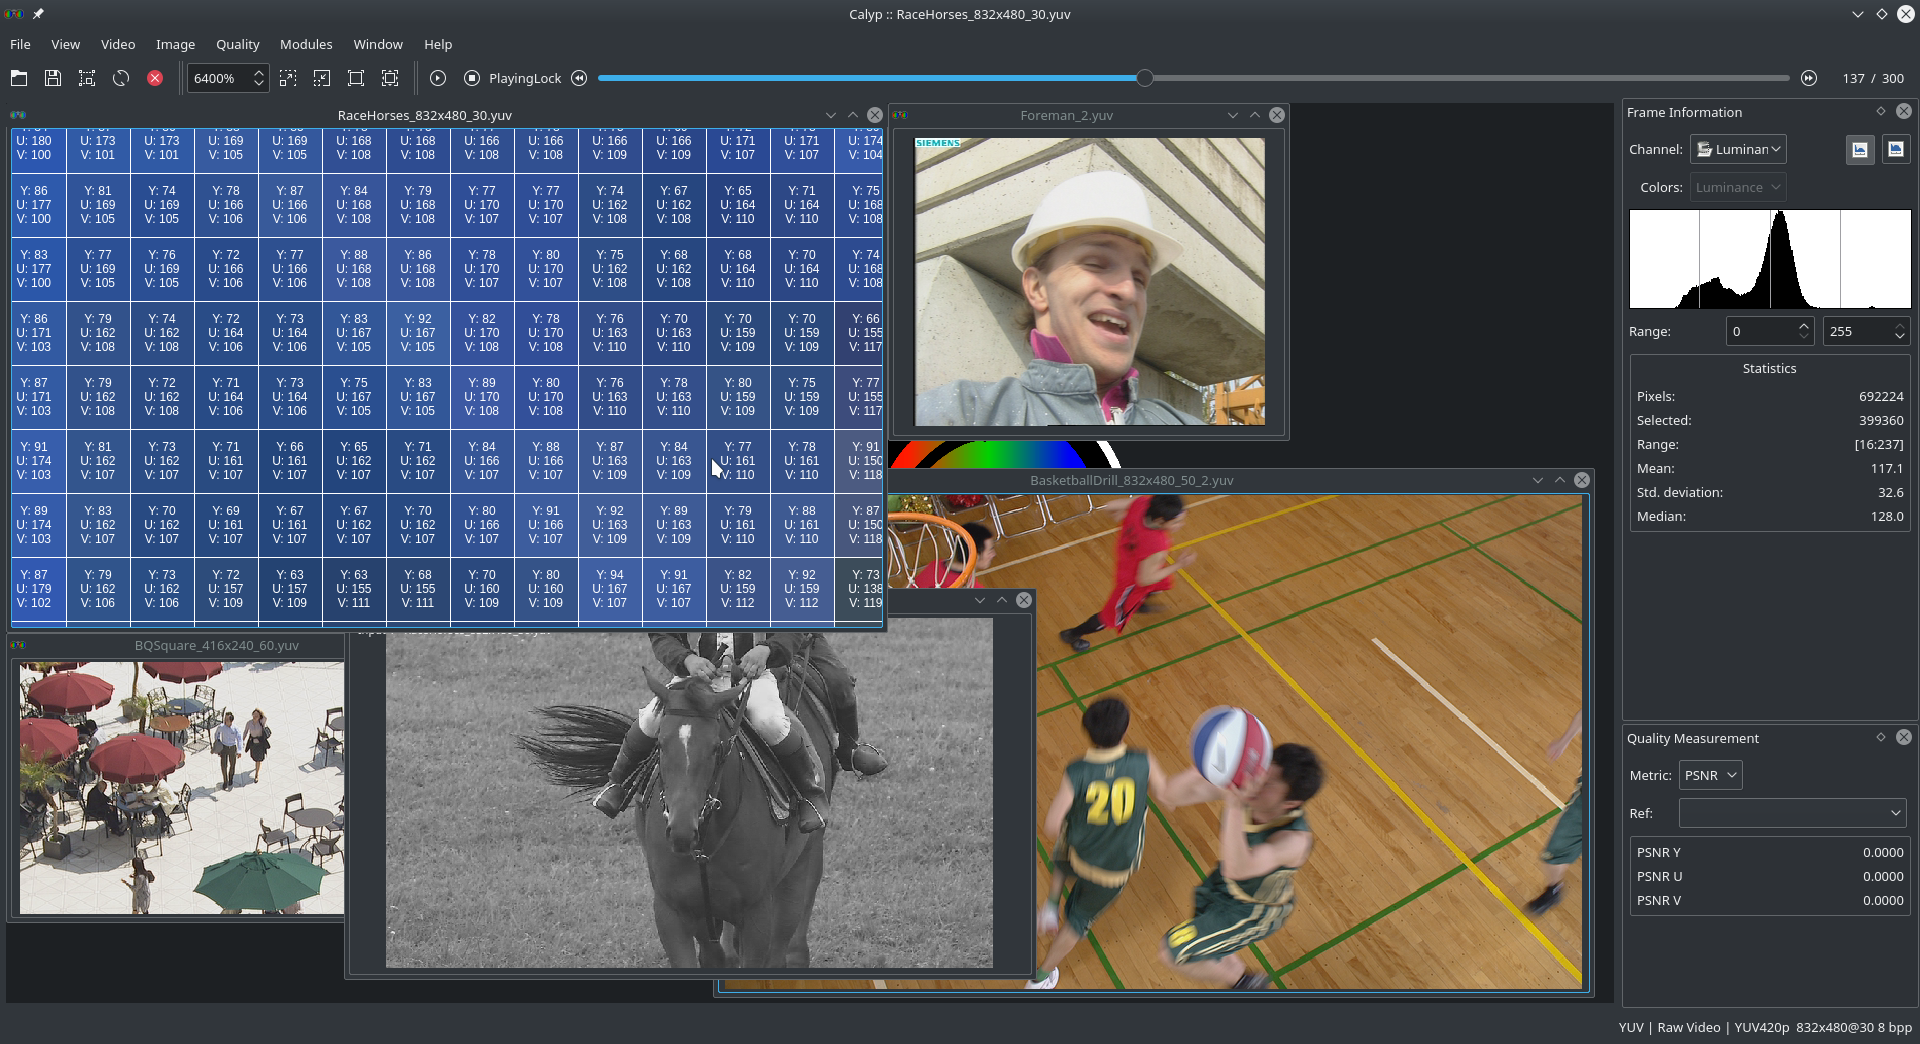 Calyp :: RaceHorses_832x480_30.yuv
File View Video Image Quality Modules Window Help
6400% PlayingLock 137 / 300
RaceHorses_832x480_30.yuv
U: 180 U: 173 U: 173 U: 169 U: 169 U: 168 U: 168 U: 166 U: 166 U: 166 U: 166 U: 171 U: 171 U: 174
V: 100 V: 101 V: 101 V: 105 V: 105 V: 108 V: 108 V: 108 V: 108 V: 109 V: 109 V: 107 V: 107 V: 104
Y: 86 Y: 81 Y: 74 Y: 78 Y: 87 Y: 84 Y: 79 Y: 77 Y: 77 Y: 74 Y: 67 Y: 65 Y: 71 Y: 75
U: 177 U: 169 U: 169 U: 166 U: 166 U: 168 U: 168 U: 170 U: 170 U: 162 U: 162 U: 164 U: 164 U: 168
V: 100 V: 105 V: 105 V: 106 V: 106 V: 108 V: 108 V: 107 V: 107 V: 108 V: 108 V: 110 V: 110 V: 108
Y: 83 Y: 77 Y: 76 Y: 72 Y: 77 Y: 88 Y: 86 Y: 78 Y: 80 Y: 75 Y: 68 Y: 68 Y: 70 Y: 74
U: 177 U: 169 U: 169 U: 166 U: 166 U: 168 U: 168 U: 170 U: 170 U: 162 U: 162 U: 164 U: 164 U: 168
V: 100 V: 105 V: 105 V: 106 V: 106 V: 108 V: 108 V: 107 V: 107 V: 108 V: 108 V: 110 V: 110 V: 108
Y: 86 Y: 79 Y: 74 Y: 72 Y: 73 Y: 83 Y: 92 Y: 82 Y: 78 Y: 76 Y: 70 Y: 70 Y: 70 Y: 66
U: 171 U: 162 U: 162 U: 164 U: 164 U: 167 U: 167 U: 170 U: 170 U: 163 U: 163 U: 159 U: 159 U: 155
V: 103 V: 108 V: 108 V: 106 V: 106 V: 105 V: 105 V: 108 V: 108 V: 110 V: 110 V: 109 V: 109 V: 117
Y: 87 Y: 79 Y: 72 Y: 71 Y: 73 Y: 75 Y: 83 Y: 89 Y: 80 Y: 76 Y: 78 Y: 80 Y: 75 Y: 77
U: 171 U: 162 U: 162 U: 164 U: 164 U: 167 U: 167 U: 170 U: 170 U: 163 U: 163 U: 159 U: 159 U: 155
V: 103 V: 108 V: 108 V: 106 V: 106 V: 105 V: 105 V: 108 V: 108 V: 110 V: 110 V: 109 V: 109 V: 117
Y: 91 Y: 81 Y: 73 Y: 71 Y: 66 Y: 65 Y: 71 Y: 84 Y: 88 Y: 87 Y: 84 Y: 77 Y: 78 Y: 91
U: 174 U: 162 U: 162 U: 161 U: 161 U: 162 U: 162 U: 166 U: 166 U: 163 U: 163 U: 161 U: 161 U: 150
V: 103 V: 107 V: 107 V: 107 V: 107 V: 107 V: 107 V: 107 V: 107 V: 109 V: 109 V: 110 V: 110 V: 118
Y: 89 Y: 83 Y: 70 Y: 69 Y: 67 Y: 67 Y: 70 Y: 80 Y: 91 Y: 92 Y: 89 Y: 79 Y: 88 Y: 87
U: 174 U: 162 U: 162 U: 161 U: 161 U: 162 U: 162 U: 166 U: 166 U: 163 U: 163 U: 161 U: 161 U: 150
V: 103 V: 107 V: 107 V: 107 V: 107 V: 107 V: 107 V: 107 V: 107 V: 109 V: 109 V: 110 V: 110 V: 118
Y: 87 Y: 79 Y: 73 Y: 72 Y: 63 Y: 63 Y: 68 Y: 70 Y: 80 Y: 94 Y: 91 Y: 82 Y: 92 Y: 73
U: 179 U: 162 U: 162 U: 157 U: 157 U: 155 U: 155 U: 160 U: 160 U: 167 U: 167 U: 159 U: 159 U: 138
V: 102 V: 106 V: 106 V: 109 V: 109 V: 111 V: 111 V: 109 V: 109 V: 107 V: 107 V: 112 V: 112 V: 119
Foreman_2.yuv
SIEMENS
BasketballDrill_832x480_50_2.yuv
20
BQSquare_416x240_60.yuv
Frame Information
Channel: Luminan
Colors: Luminance
Range: 0 255
Statistics
Pixels: 692224
Selected: 399360
Range: [16:237]
Mean: 117.1
Std. deviation: 32.6
Median: 128.0
Quality Measurement
Metric: PSNR
Ref:
PSNR Y 0.0000
PSNR U 0.0000
PSNR V 0.0000
YUV | Raw Video | YUV420p 832x480@30 8 bpp